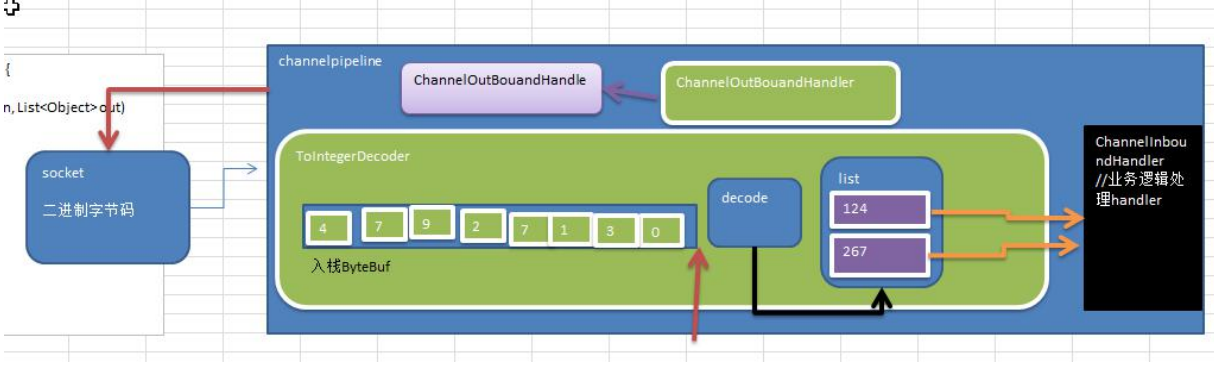 {
n, List<Object> out)
socket
二进制字节码
channelpipeline
ChannelOutBouandHandle
ChannelOutBouandHandler
ToIntegerDecoder
4 7 9 2 7 1 3 0
入栈ByteBuf
decode
list
124
267
ChannelInbou
ndHandler
//业务逻辑处
理handler